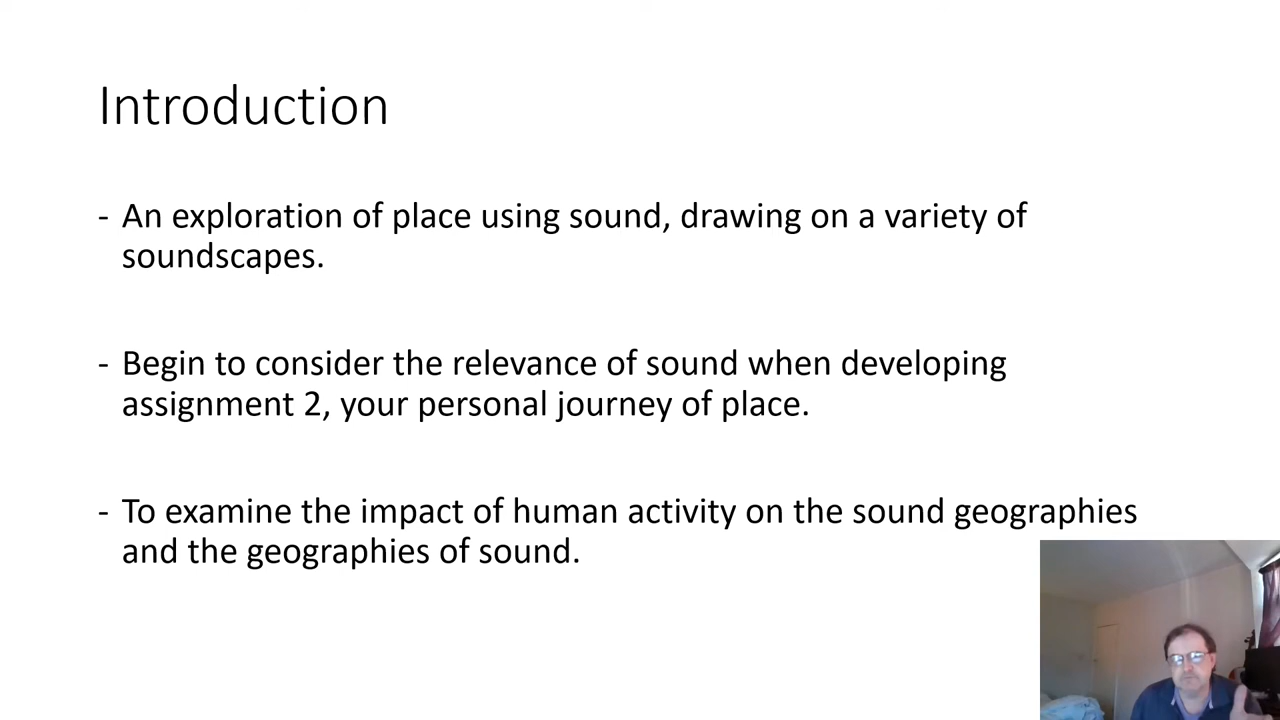 Introduction
- An exploration of place using sound, drawing on a variety of
soundscapes.
- Begin to consider the relevance of sound when developing
assignment 2, your personal journey of place.
- To examine the impact of human activity on the sound geographies
and the geographies of sound.